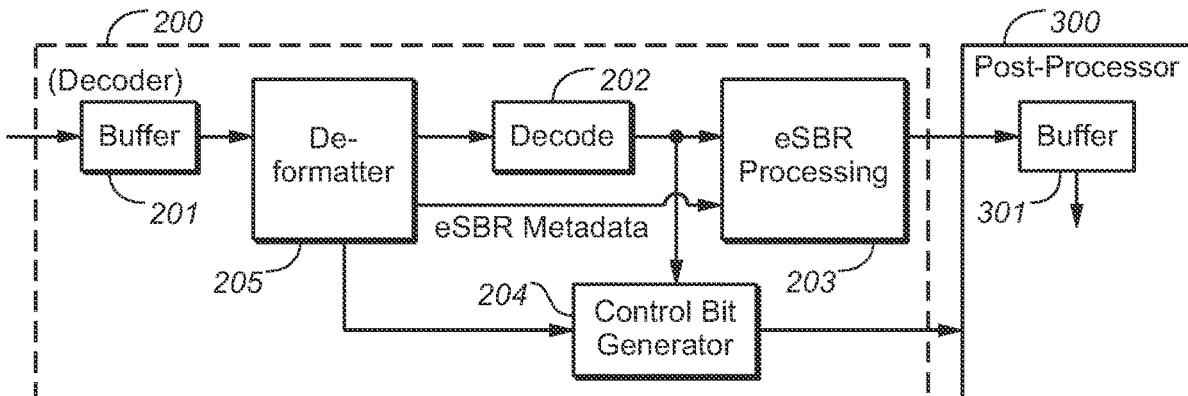 200
300
(Decoder)
Post-Processor
202
Buffer
De-
formatter
Decode
eSBR
Processing
Buffer
201
301
eSBR Metadata
205
204
203
Control Bit
Generator